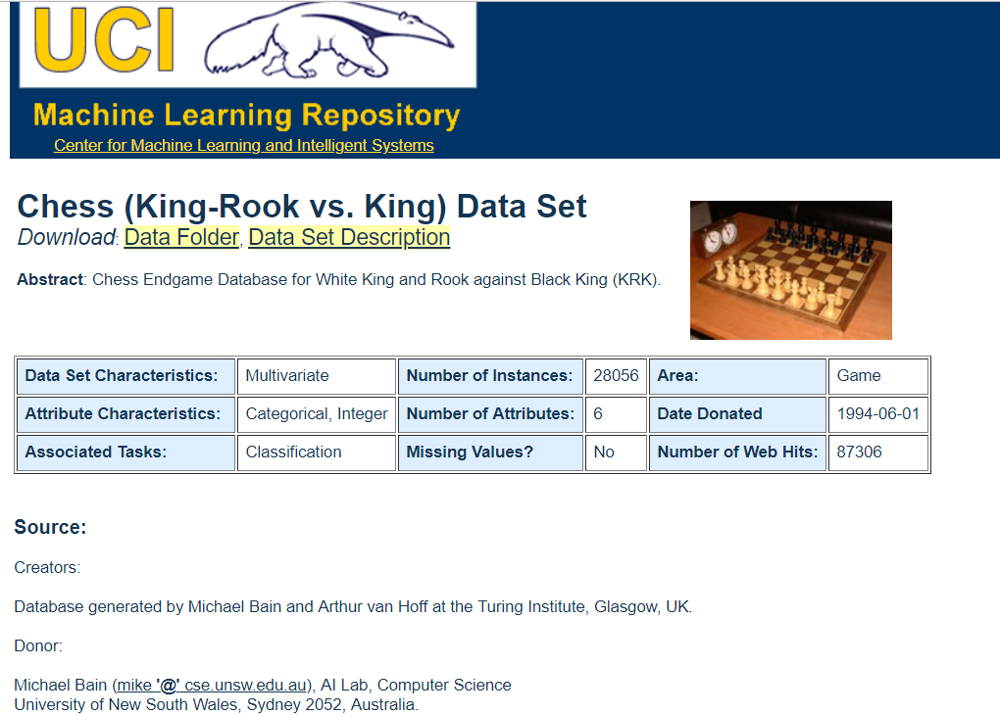 UCI
Machine Learning Repository
Center for Machine Learning and Intelligent Systems
Chess (King-Rook vs. King) Data Set
Download: Data Folder, Data Set Description
Abstract: Chess Endgame Database for White King and Rook against Black King (KRK).
Data Set Characteristics: Multivariate Number of Instances: 28056 Area: Game
Attribute Characteristics: Categorical, Integer Number of Attributes: 6 Date Donated 1994-06-01
Associated Tasks: Classification Missing Values? No Number of Web Hits: 87306
Source:
Creators:
Database generated by Michael Bain and Arthur van Hoff at the Turing Institute, Glasgow, UK.
Donor:
Michael Bain (mike '@' cse.unsw.edu.au), AI Lab, Computer Science
University of New South Wales, Sydney 2052, Australia.